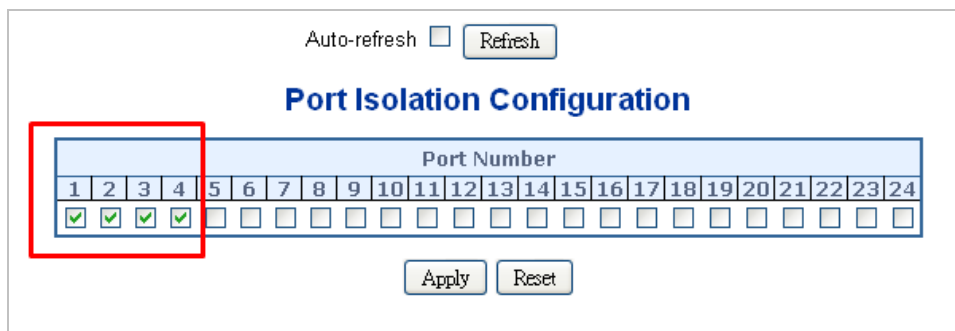 Auto-refresh Refresh
Port Isolation Configuration
Port Number
1 2 3 4 5 6 7 8 9 10 11 12 13 14 15 16 17 18 19 20 21 22 23 24
Apply Reset